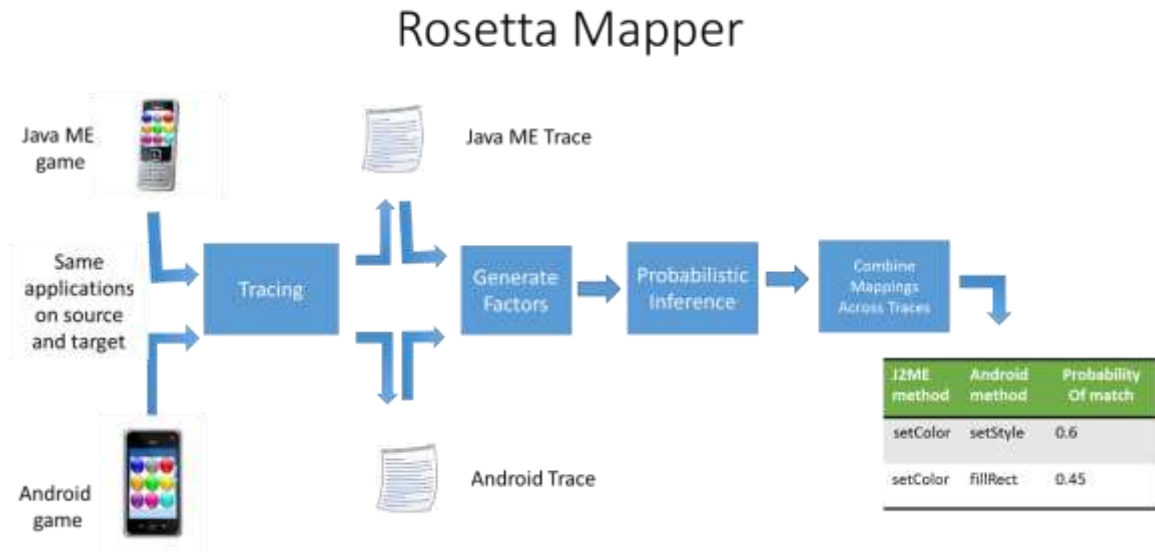 Rosetta Mapper
Java ME
game
Java ME Trace
Same
applications
on source
and target
Tracing
Generate
Factors
Probabilistic
Inference
Combine
Mappings
Across Traces
J2ME
method
Android
method
Probability
Of match
setColor setStyle 0.6
setColor fillRect 0.45
Android
game
Android Trace